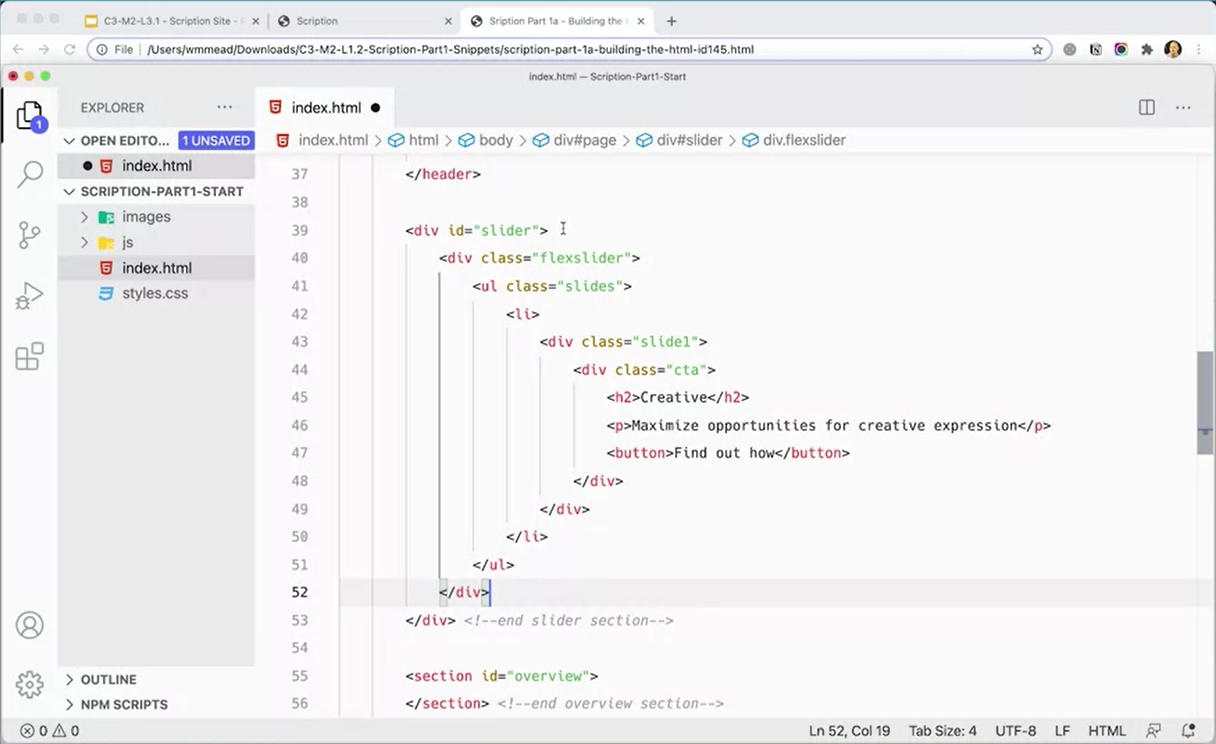 C3-M2-L3.1 - Scription Site -
Scription
Sription Part 1a - Building the
File
/Users/wmmead/Downloads/C3-M2-L1.2-Scription-Part1-Snippets/scription-part-1a-building-the-html-id145.html
index.html — Scription-Part1-Start
EXPLORER
index.html
1
OPEN EDITO... 1 UNSAVED
index.html > html > body > div#page > div#slider > div.flexslider
index.html
SCRIPTION-PART1-START
images
js
index.html
styles.css
37 </header>
38
39 <div id="slider">
40 <div class="flexslider">
41 <ul class="slides">
42 <li>
43 <div class="slide1">
44 <div class="cta">
45 <h2>Creative</h2>
46 <p>Maximize opportunities for creative expression</p>
47 <button>Find out how</button>
48 </div>
49 </div>
50 </li>
51 </ul>
52 </div>
53 </div> <!--end slider section-->
54
55 <section id="overview">
56 </section> <!--end overview section-->
OUTLINE
NPM SCRIPTS
0 0
Ln 52, Col 19 Tab Size: 4 UTF-8 LF HTML